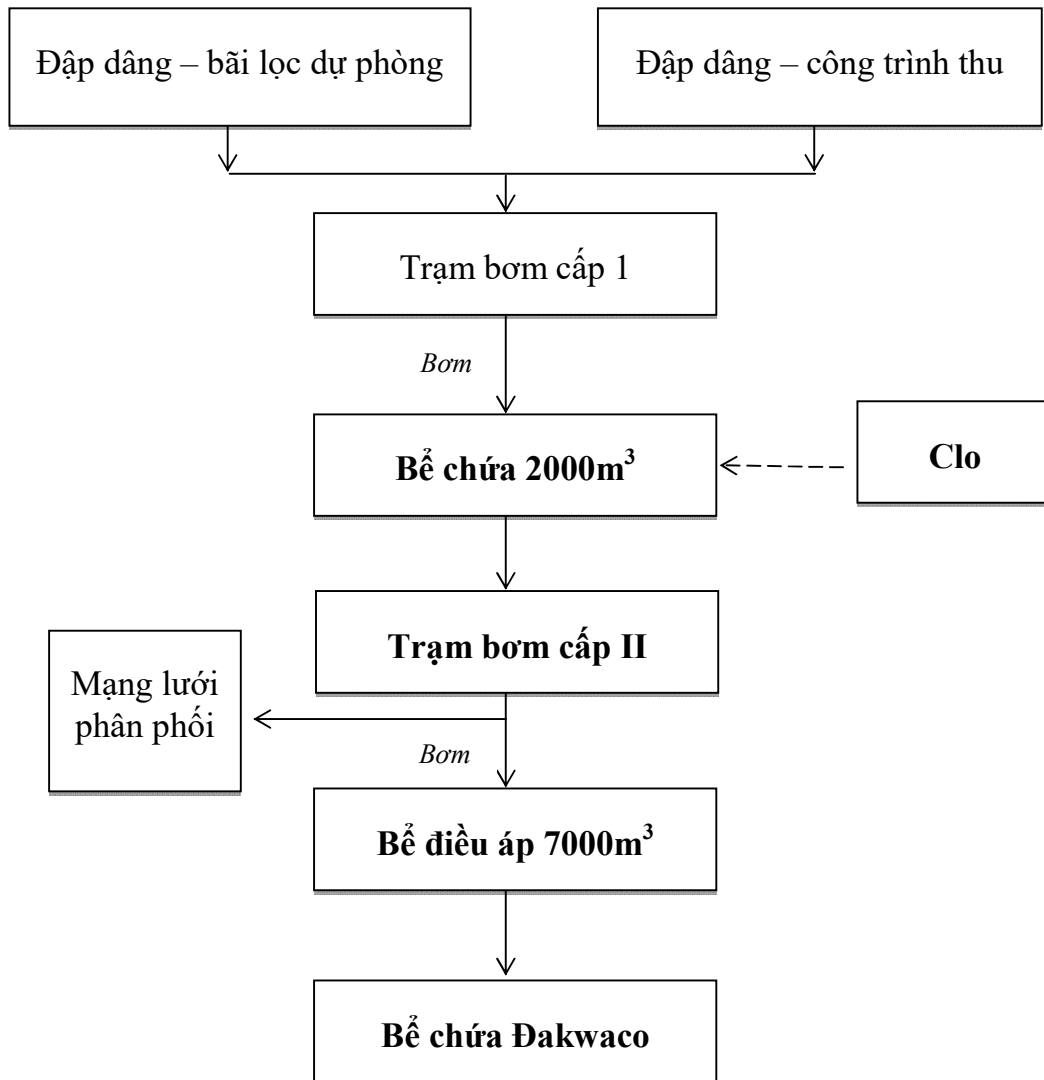 Đập dâng – bãi lọc dự phòng
Đập dâng – công trình thu
Trạm bơm cấp 1
Bơm
Bể chứa 2000m³
Clo
Trạm bơm cấp II
Mạng lưới
phân phối
Bơm
Bể điều áp 7000m³
Bể chứa Đakwaco